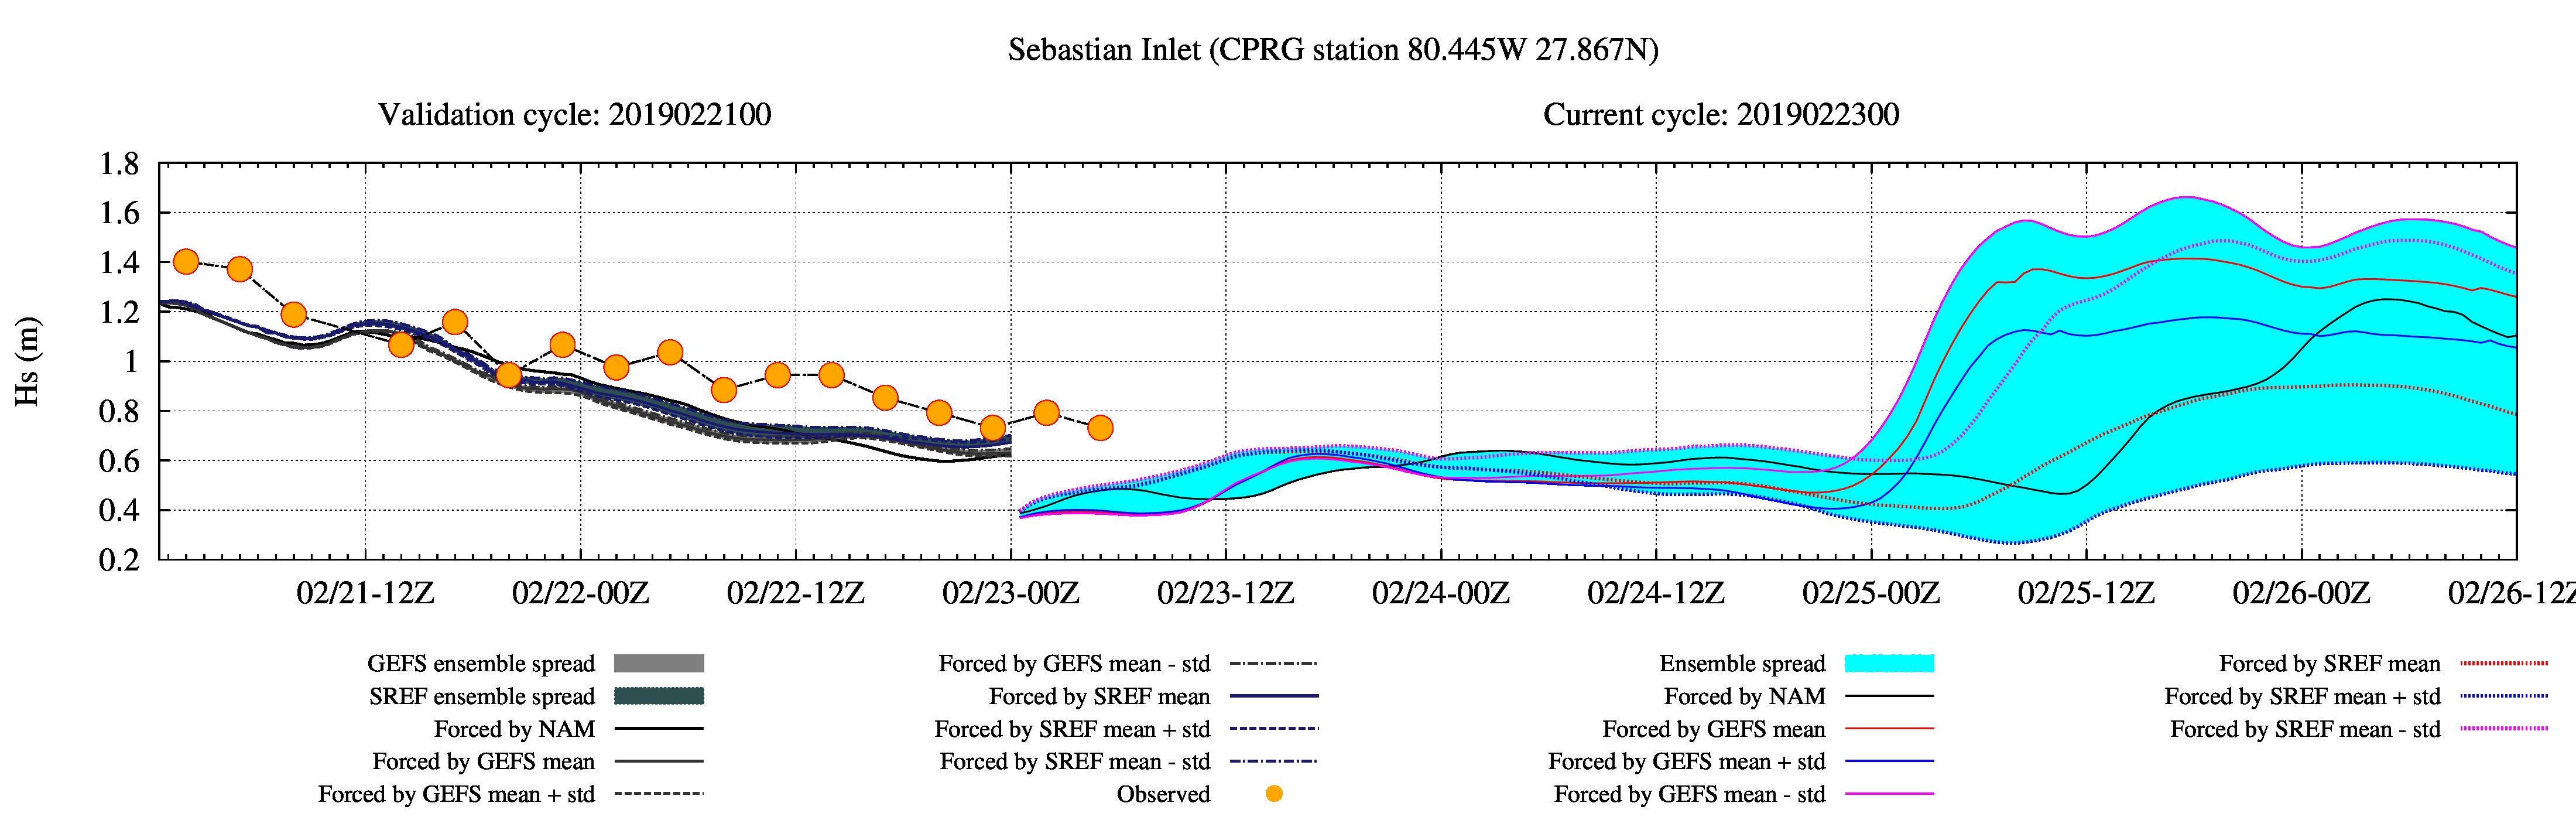 Sebastian Inlet (CPRG station 80.445W 27.867N)
Validation cycle: 2019022100
Current cycle: 2019022300
Hs (m)
1.8
1.6
1.4
1.2
1
0.8
0.6
0.4
0.2
02/21-12Z
02/22-00Z
02/22-12Z
02/23-00Z
02/23-12Z
02/24-00Z
02/24-12Z
02/25-00Z
02/25-12Z
02/26-00Z
02/26-12Z
GEFS ensemble spread
SREF ensemble spread
Forced by NAM
Forced by GEFS mean
Forced by GEFS mean + std
Forced by GEFS mean - std
Forced by SREF mean
Forced by SREF mean + std
Forced by SREF mean - std
Observed
Ensemble spread
Forced by NAM
Forced by GEFS mean
Forced by GEFS mean + std
Forced by GEFS mean - std
Forced by SREF mean
Forced by SREF mean + std
Forced by SREF mean - std